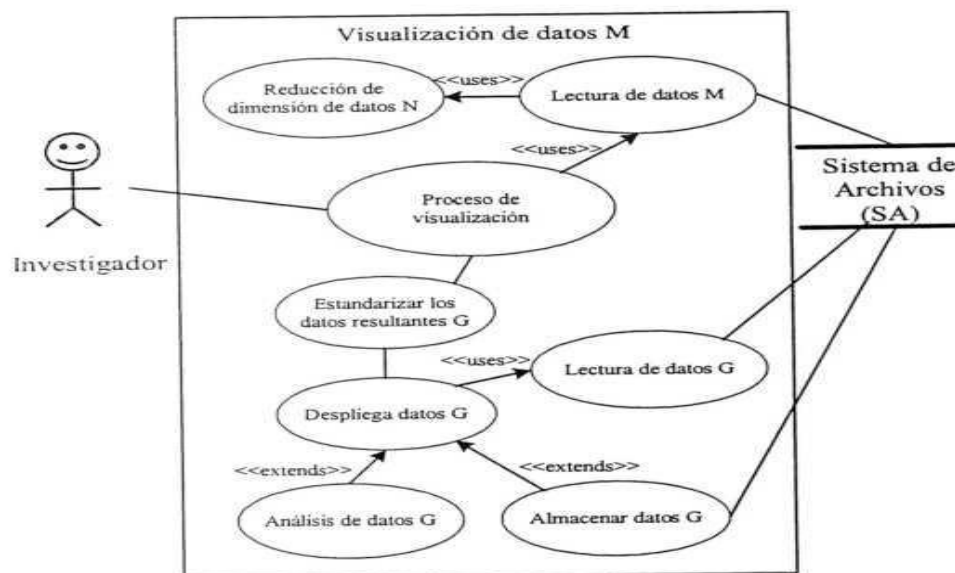 Visualización de datos M
<<uses>>
Reducción de
dimensión de datos N
Lectura de datos M
<<uses>>
Sistema de
Archivos
(SA)
Proceso de
visualización
Investigador
Estandarizar los
datos resultantes G
<<uses>>
Lectura de datos G
Despliega datos G
<<extends>>
<<extends>>
Análisis de datos G
Almacenar datos G